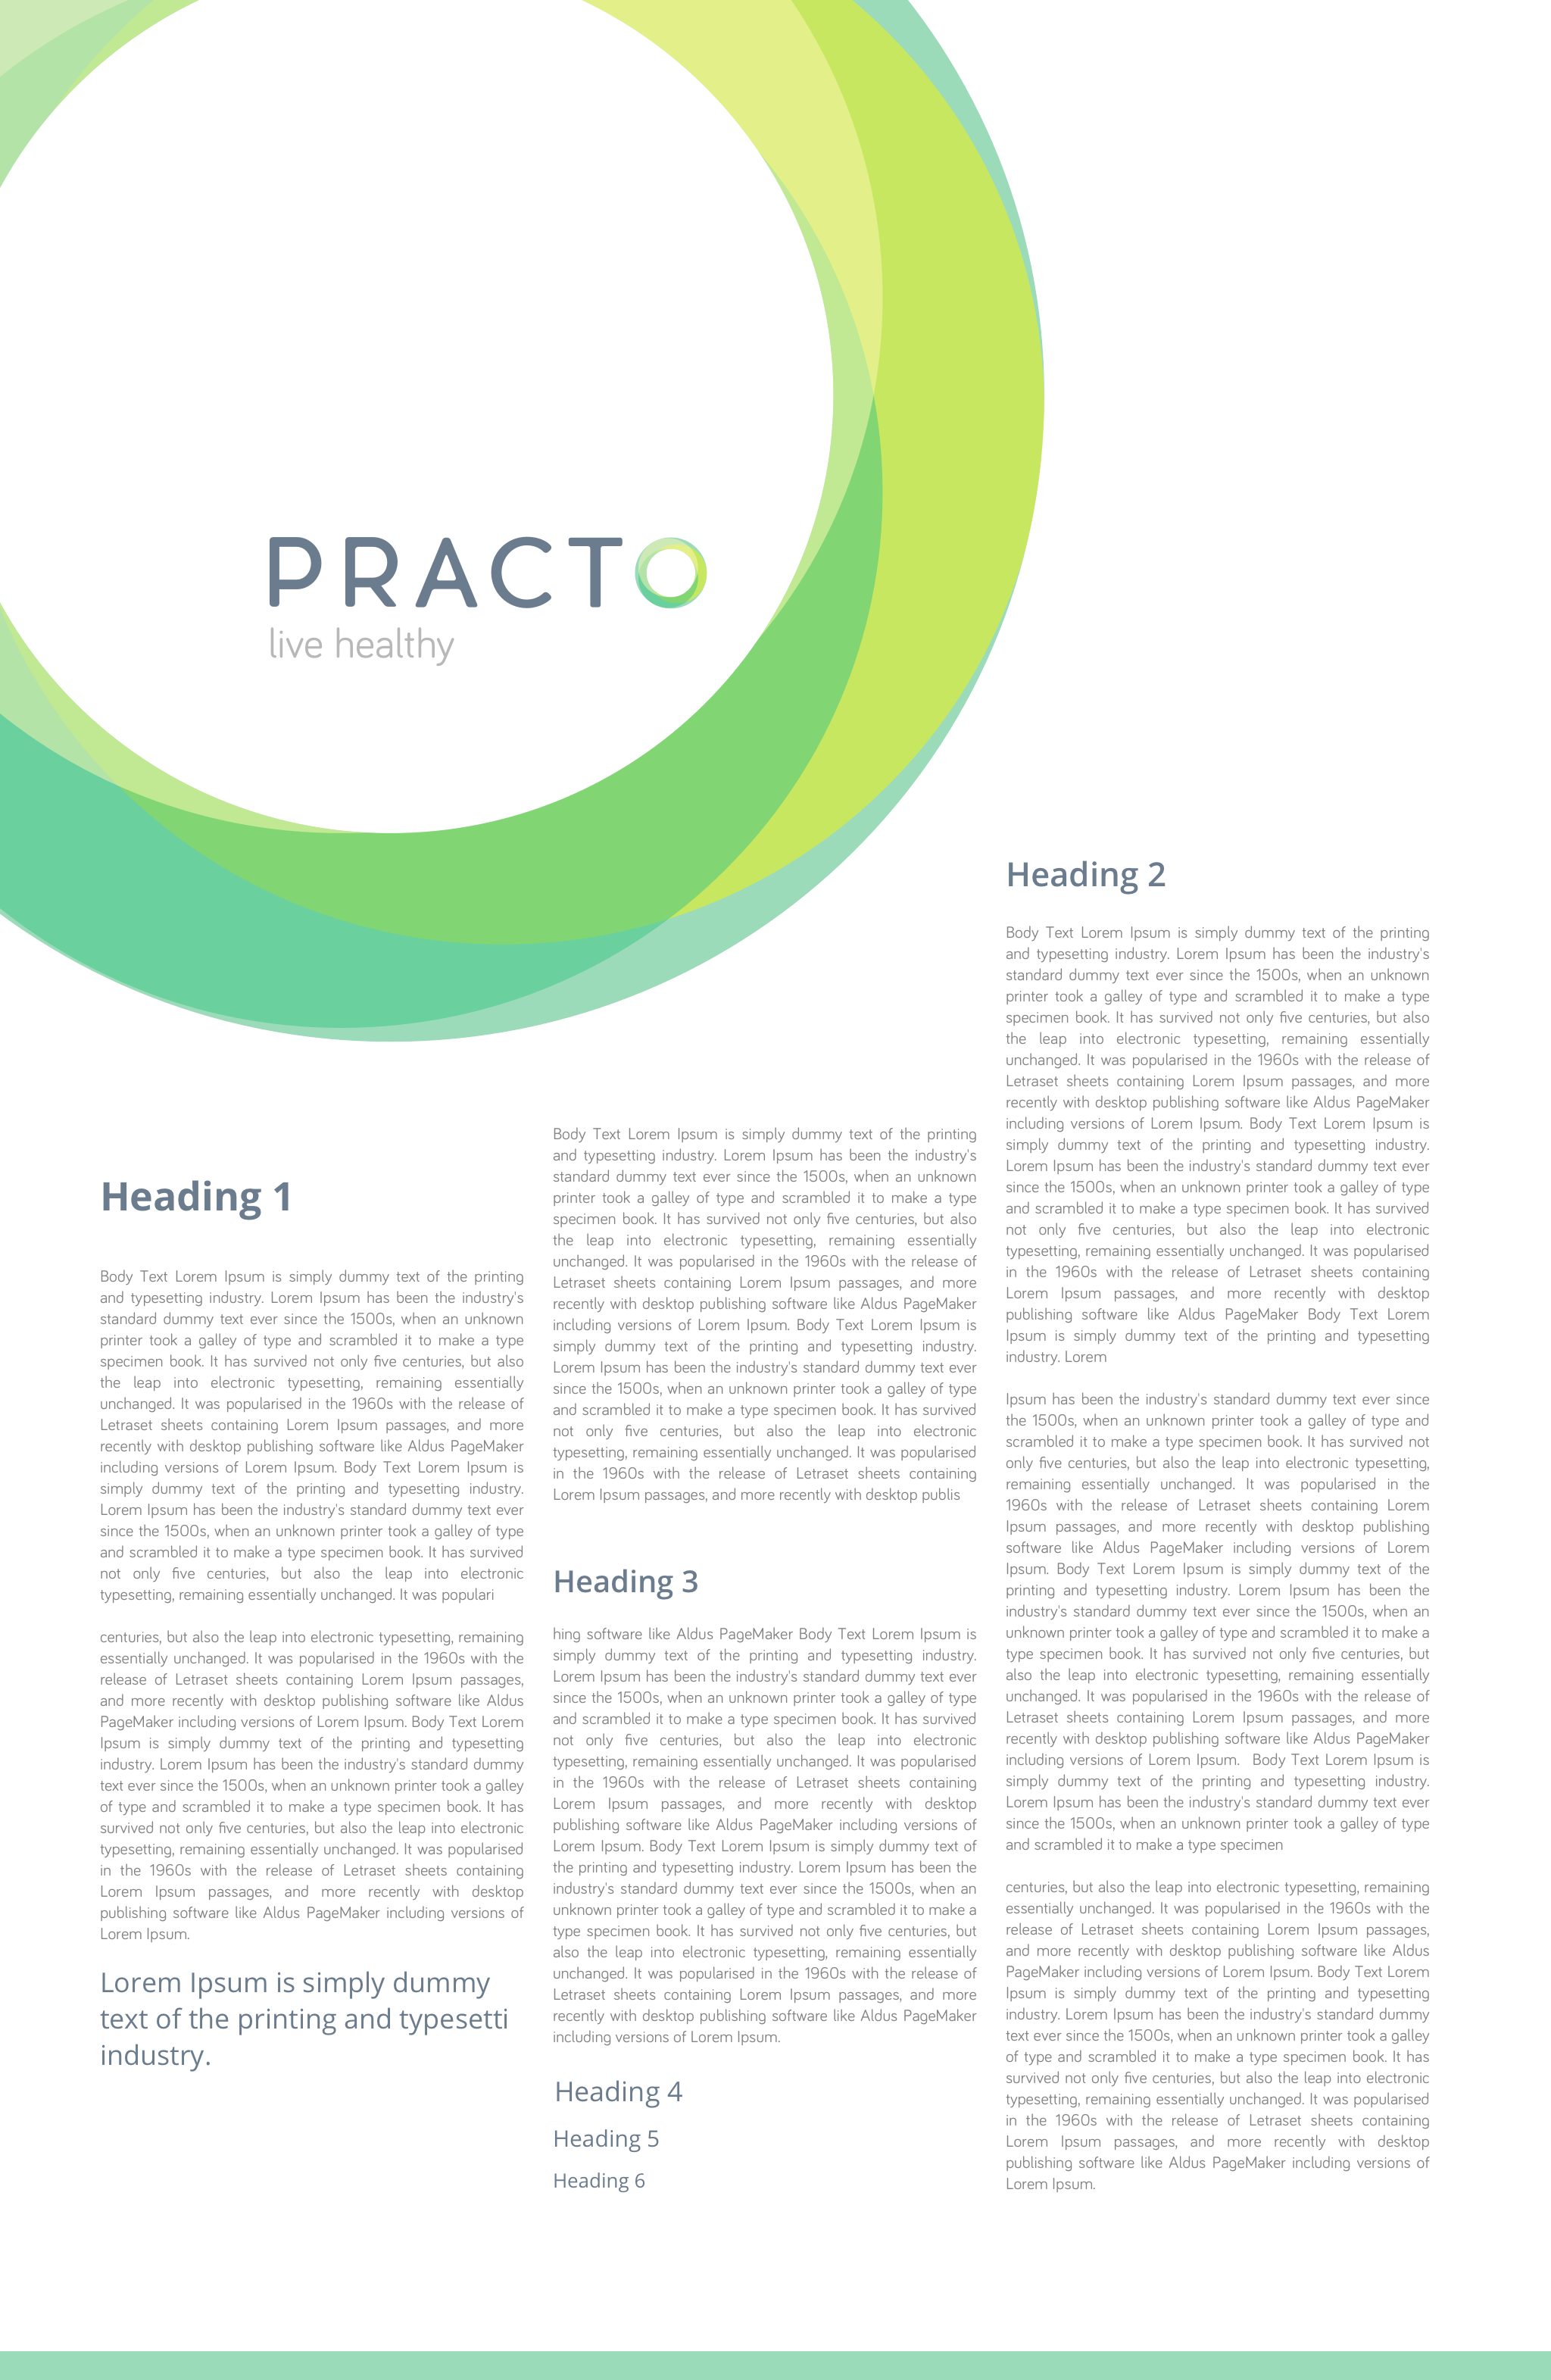 PRACTO
live healthy
Heading 1
Body Text Lorem Ipsum is simply dummy text of the printing
and typesetting industry. Lorem Ipsum has been the industry's
standard dummy text ever since the 1500s, when an unknown
printer took a galley of type and scrambled it to make a type
specimen book. It has survived not only five centuries, but also
the leap into electronic typesetting, remaining essentially
unchanged. It was popularised in the 1960s with the release of
Letraset sheets containing Lorem Ipsum passages, and more
recently with desktop publishing software like Aldus PageMaker
including versions of Lorem Ipsum. Body Text Lorem Ipsum is
simply dummy text of the printing and typesetting industry.
Lorem Ipsum has been the industry's standard dummy text ever
since the 1500s, when an unknown printer took a galley of type
and scrambled it to make a type specimen book. It has survived
not only five centuries, but also the leap into electronic
typesetting, remaining essentially unchanged. It was populari
centuries, but also the leap into electronic typesetting, remaining
essentially unchanged. It was popularised in the 1960s with the
release of Letraset sheets containing Lorem Ipsum passages,
and more recently with desktop publishing software like Aldus
PageMaker including versions of Lorem Ipsum. Body Text Lorem
Ipsum is simply dummy text of the printing and typesetting
industry. Lorem Ipsum has been the industry's standard dummy
text ever since the 1500s, when an unknown printer took a galley
of type and scrambled it to make a type specimen book. It has
survived not only five centuries, but also the leap into electronic
typesetting, remaining essentially unchanged. It was popularised
in the 1960s with the release of Letraset sheets containing
Lorem Ipsum passages, and more recently with desktop
publishing software like Aldus PageMaker including versions of
Lorem Ipsum.
Lorem Ipsum is simply dummy
text of the printing and typesetti
industry.
Body Text Lorem Ipsum is simply dummy text of the printing
and typesetting industry. Lorem Ipsum has been the industry's
standard dummy text ever since the 1500s, when an unknown
printer took a galley of type and scrambled it to make a type
specimen book. It has survived not only five centuries, but also
the leap into electronic typesetting, remaining essentially
unchanged. It was popularised in the 1960s with the release of
Letraset sheets containing Lorem Ipsum passages, and more
recently with desktop publishing software like Aldus PageMaker
including versions of Lorem Ipsum. Body Text Lorem Ipsum is
simply dummy text of the printing and typesetting industry.
Lorem Ipsum has been the industry's standard dummy text ever
since the 1500s, when an unknown printer took a galley of type
and scrambled it to make a type specimen book. It has survived
not only five centuries, but also the leap into electronic
typesetting, remaining essentially unchanged. It was popularised
in the 1960s with the release of Letraset sheets containing
Lorem Ipsum passages, and more recently with desktop publis
Heading 3
hing software like Aldus PageMaker Body Text Lorem Ipsum is
simply dummy text of the printing and typesetting industry.
Lorem Ipsum has been the industry's standard dummy text ever
since the 1500s, when an unknown printer took a galley of type
and scrambled it to make a type specimen book. It has survived
not only five centuries, but also the leap into electronic
typesetting, remaining essentially unchanged. It was popularised
in the 1960s with the release of Letraset sheets containing
Lorem Ipsum passages, and more recently with desktop
publishing software like Aldus PageMaker including versions of
Lorem Ipsum. Body Text Lorem Ipsum is simply dummy text of
the printing and typesetting industry. Lorem Ipsum has been the
industry's standard dummy text ever since the 1500s, when an
unknown printer took a galley of type and scrambled it to make a
type specimen book. It has survived not only five centuries, but
also the leap into electronic typesetting, remaining essentially
unchanged. It was popularised in the 1960s with the release of
Letraset sheets containing Lorem Ipsum passages, and more
recently with desktop publishing software like Aldus PageMaker
including versions of Lorem Ipsum.
Heading 4
Heading 5
Heading 6
Heading 2
Body Text Lorem Ipsum is simply dummy text of the printing
and typesetting industry. Lorem Ipsum has been the industry's
standard dummy text ever since the 1500s, when an unknown
printer took a galley of type and scrambled it to make a type
specimen book. It has survived not only five centuries, but also
the leap into electronic typesetting, remaining essentially
unchanged. It was popularised in the 1960s with the release of
Letraset sheets containing Lorem Ipsum passages, and more
recently with desktop publishing software like Aldus PageMaker
including versions of Lorem Ipsum. Body Text Lorem Ipsum is
simply dummy text of the printing and typesetting industry.
Lorem Ipsum has been the industry's standard dummy text ever
since the 1500s, when an unknown printer took a galley of type
and scrambled it to make a type specimen book. It has survived
not only five centuries, but also the leap into electronic
typesetting, remaining essentially unchanged. It was popularised
in the 1960s with the release of Letraset sheets containing
Lorem Ipsum passages, and more recently with desktop
publishing software like Aldus PageMaker Body Text Lorem
Ipsum is simply dummy text of the printing and typesetting
industry. Lorem
Ipsum has been the industry's standard dummy text ever since
the 1500s, when an unknown printer took a galley of type and
scrambled it to make a type specimen book. It has survived not
only five centuries, but also the leap into electronic typesetting,
remaining essentially unchanged. It was popularised in the
1960s with the release of Letraset sheets containing Lorem
Ipsum passages, and more recently with desktop publishing
software like Aldus PageMaker including versions of Lorem
Ipsum. Body Text Lorem Ipsum is simply dummy text of the
printing and typesetting industry. Lorem Ipsum has been the
industry's standard dummy text ever since the 1500s, when an
unknown printer took a galley of type and scrambled it to make a
type specimen book. It has survived not only five centuries, but
also the leap into electronic typesetting, remaining essentially
unchanged. It was popularised in the 1960s with the release of
Letraset sheets containing Lorem Ipsum passages, and more
recently with desktop publishing software like Aldus PageMaker
including versions of Lorem Ipsum. Body Text Lorem Ipsum is
simply dummy text of the printing and typesetting industry.
Lorem Ipsum has been the industry's standard dummy text ever
since the 1500s, when an unknown printer took a galley of type
and scrambled it to make a type specimen
centuries, but also the leap into electronic typesetting, remaining
essentially unchanged. It was popularised in the 1960s with the
release of Letraset sheets containing Lorem Ipsum passages,
and more recently with desktop publishing software like Aldus
PageMaker including versions of Lorem Ipsum. Body Text Lorem
Ipsum is simply dummy text of the printing and typesetting
industry. Lorem Ipsum has been the industry's standard dummy
text ever since the 1500s, when an unknown printer took a galley
of type and scrambled it to make a type specimen book. It has
survived not only five centuries, but also the leap into electronic
typesetting, remaining essentially unchanged. It was popularised
in the 1960s with the release of Letraset sheets containing
Lorem Ipsum passages, and more recently with desktop
publishing software like Aldus PageMaker including versions of
Lorem Ipsum.